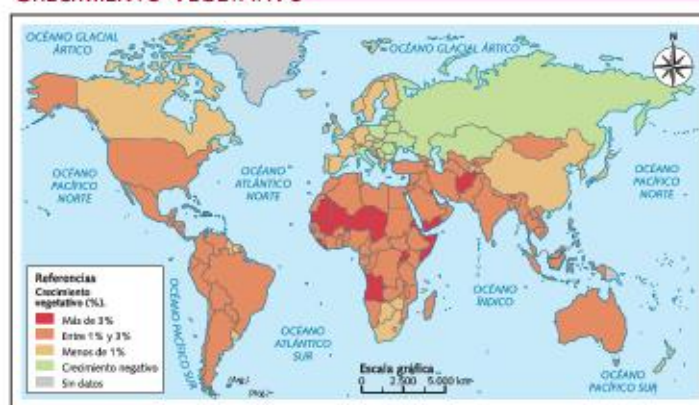 CRECIMIENTO VEGETATIVO
OCÉANO GLACIAL
ÁRTICO
OCÉANO GLACIAL ÁRTICO
N
OCÉANO
PACÍFICO
NORTE
OCÉANO
ATLÁNTICO
NORTE
OCÉANO
PACÍFICO
NORTE
OCÉANO
ÍNDICO
OCÉANO PACÍFICO SUR
OCÉANO
ATLÁNTICO
SUR
OCÉANO
PACÍFICO SUR
Referencias
Crecimiento
vegetativo (%).
Más de 3%
Entre 1% y 3%
Menos de 1%
Crecimiento negativo
Sin datos
Escala gráfica
0 2.500 5.000 km